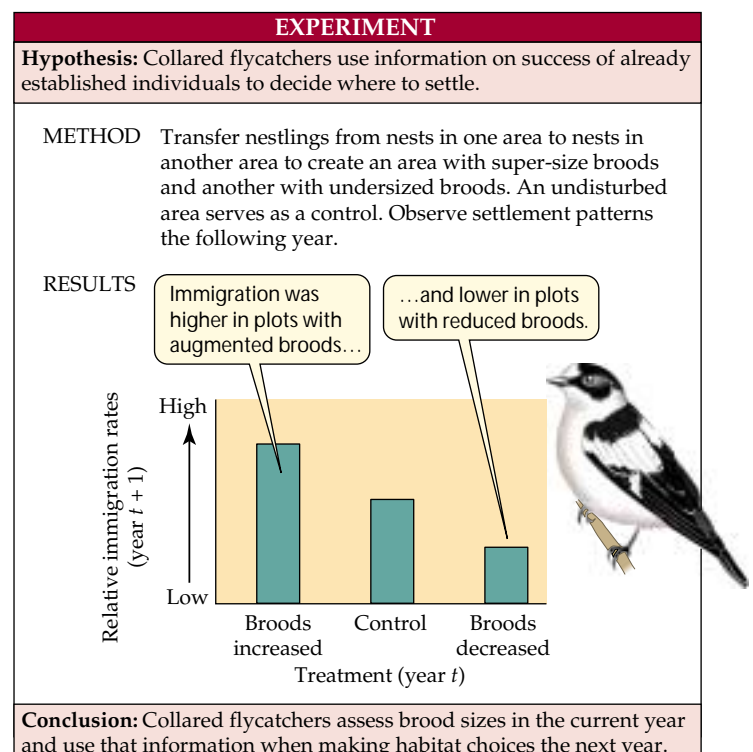 EXPERIMENT
Hypothesis: Collared flycatchers use information on success of already
established individuals to decide where to settle.
METHOD
Transfer nestlings from nests in one area to nests in
another area to create an area with super-size broods
and another with undersized broods. An undisturbed
area serves as a control. Observe settlement patterns
the following year.
RESULTS
Immigration was
higher in plots with
augmented broods…
…and lower in plots
with reduced broods.
Relative immigration rates
(year t + 1)
High
Low
Broods
increased
Control
Broods
decreased
Treatment (year t)
Conclusion: Collared flycatchers assess brood sizes in the current year
and use that information when making habitat choices the next year.